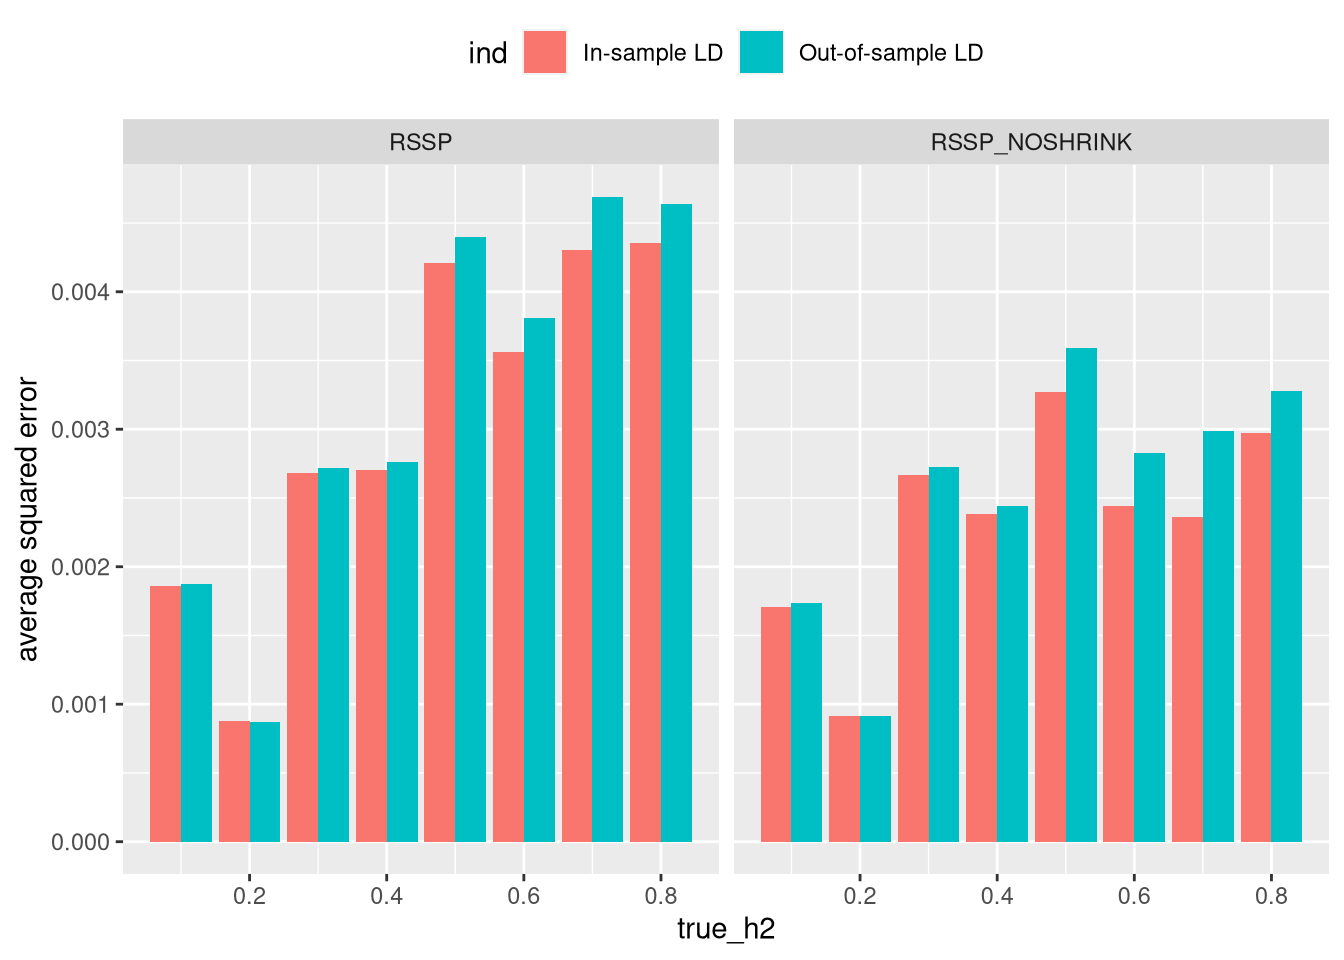 ind In-sample LD Out-of-sample LD
RSSP RSSP_NOSHRINK
average squared error
0.004
0.003
0.002
0.001
0.000
0.2 0.4 0.6 0.8 0.2 0.4 0.6 0.8
true_h2